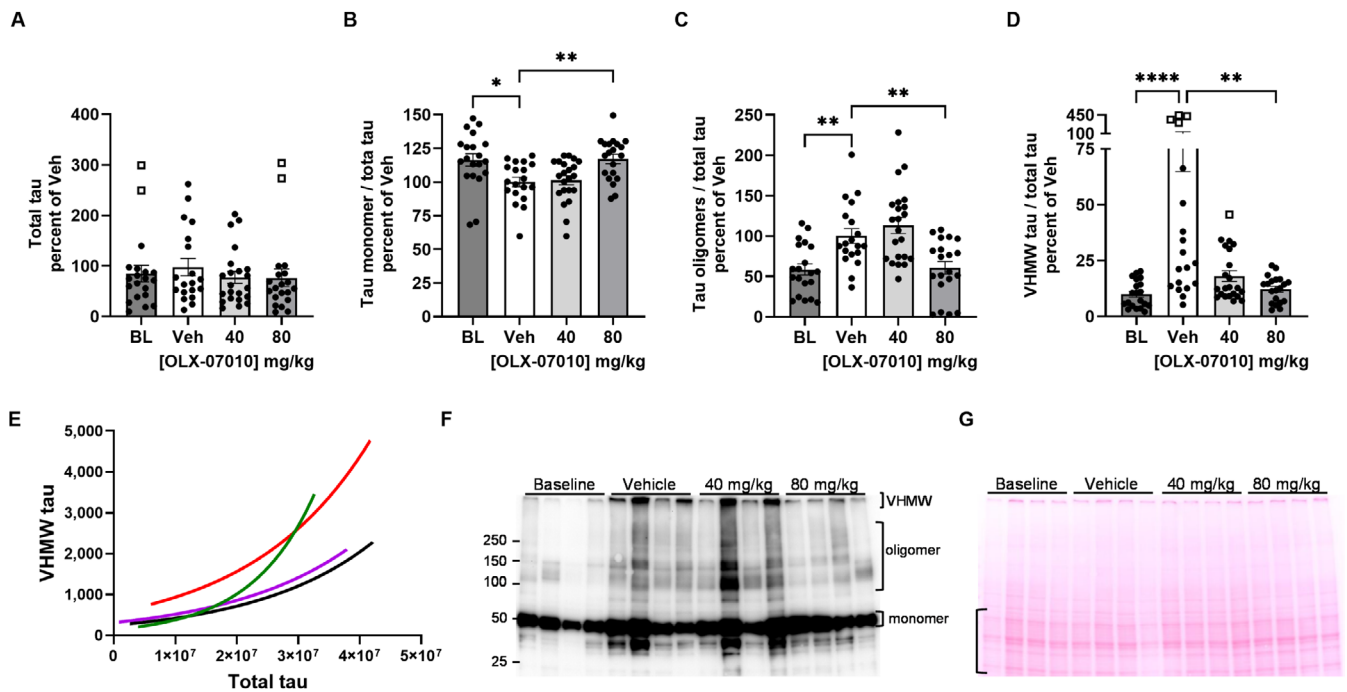 A
B
C
D
Total tau
percent of Veh
400
300
200
100
0
BL Veh 40 80
[OLX-07010] mg/kg
Tau monomer / tota tau
percent of Veh
* **
150
125
100
75
50
25
0
BL Veh 40 80
[OLX-07010] mg/kg
Tau oligomers / total tau
percent of Veh
** **
250
200
150
100
50
0
BL Veh 40 80
[OLX-07010] mg/kg
VHMW tau / total tau
percent of Veh
**** **
450
100
75
50
25
0
BL Veh 40 80
[OLX-07010] mg/kg
E
VHMW tau
5,000
4,000
3,000
2,000
1,000
0
0 1×10⁷ 2×10⁷ 3×10⁷ 4×10⁷ 5×10⁷
Total tau
F
Baseline Vehicle 40 mg/kg 80 mg/kg
VHMW
250
150
100
50
25
oligomer
monomer
G
Baseline Vehicle 40 mg/kg 80 mg/kg